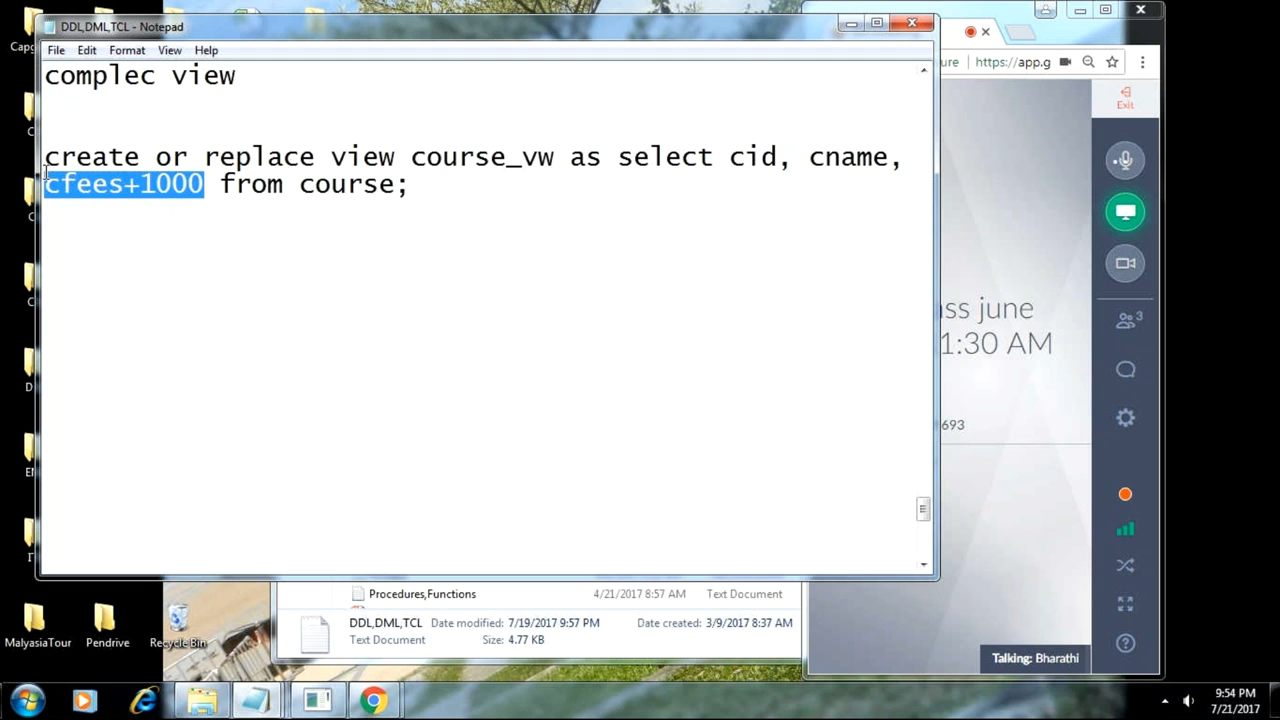 DDL,DML,TCL - Notepad
File Edit Format View Help
complec view
create or replace view course_vw as select cid, cname,
cfees+1000 from course;
https://app.g
Exit
ss june
1:30 AM
693
3
Talking: Bharathi
Procedures,Functions 4/21/2017 8:57 AM Text Document
DDL,DML,TCL Date modified: 7/19/2017 9:57 PM Date created: 3/9/2017 8:37 AM
Text Document Size: 4.77 KB
MalyasiaTour Pendrive Recycle Bin
9:54 PM
7/21/2017